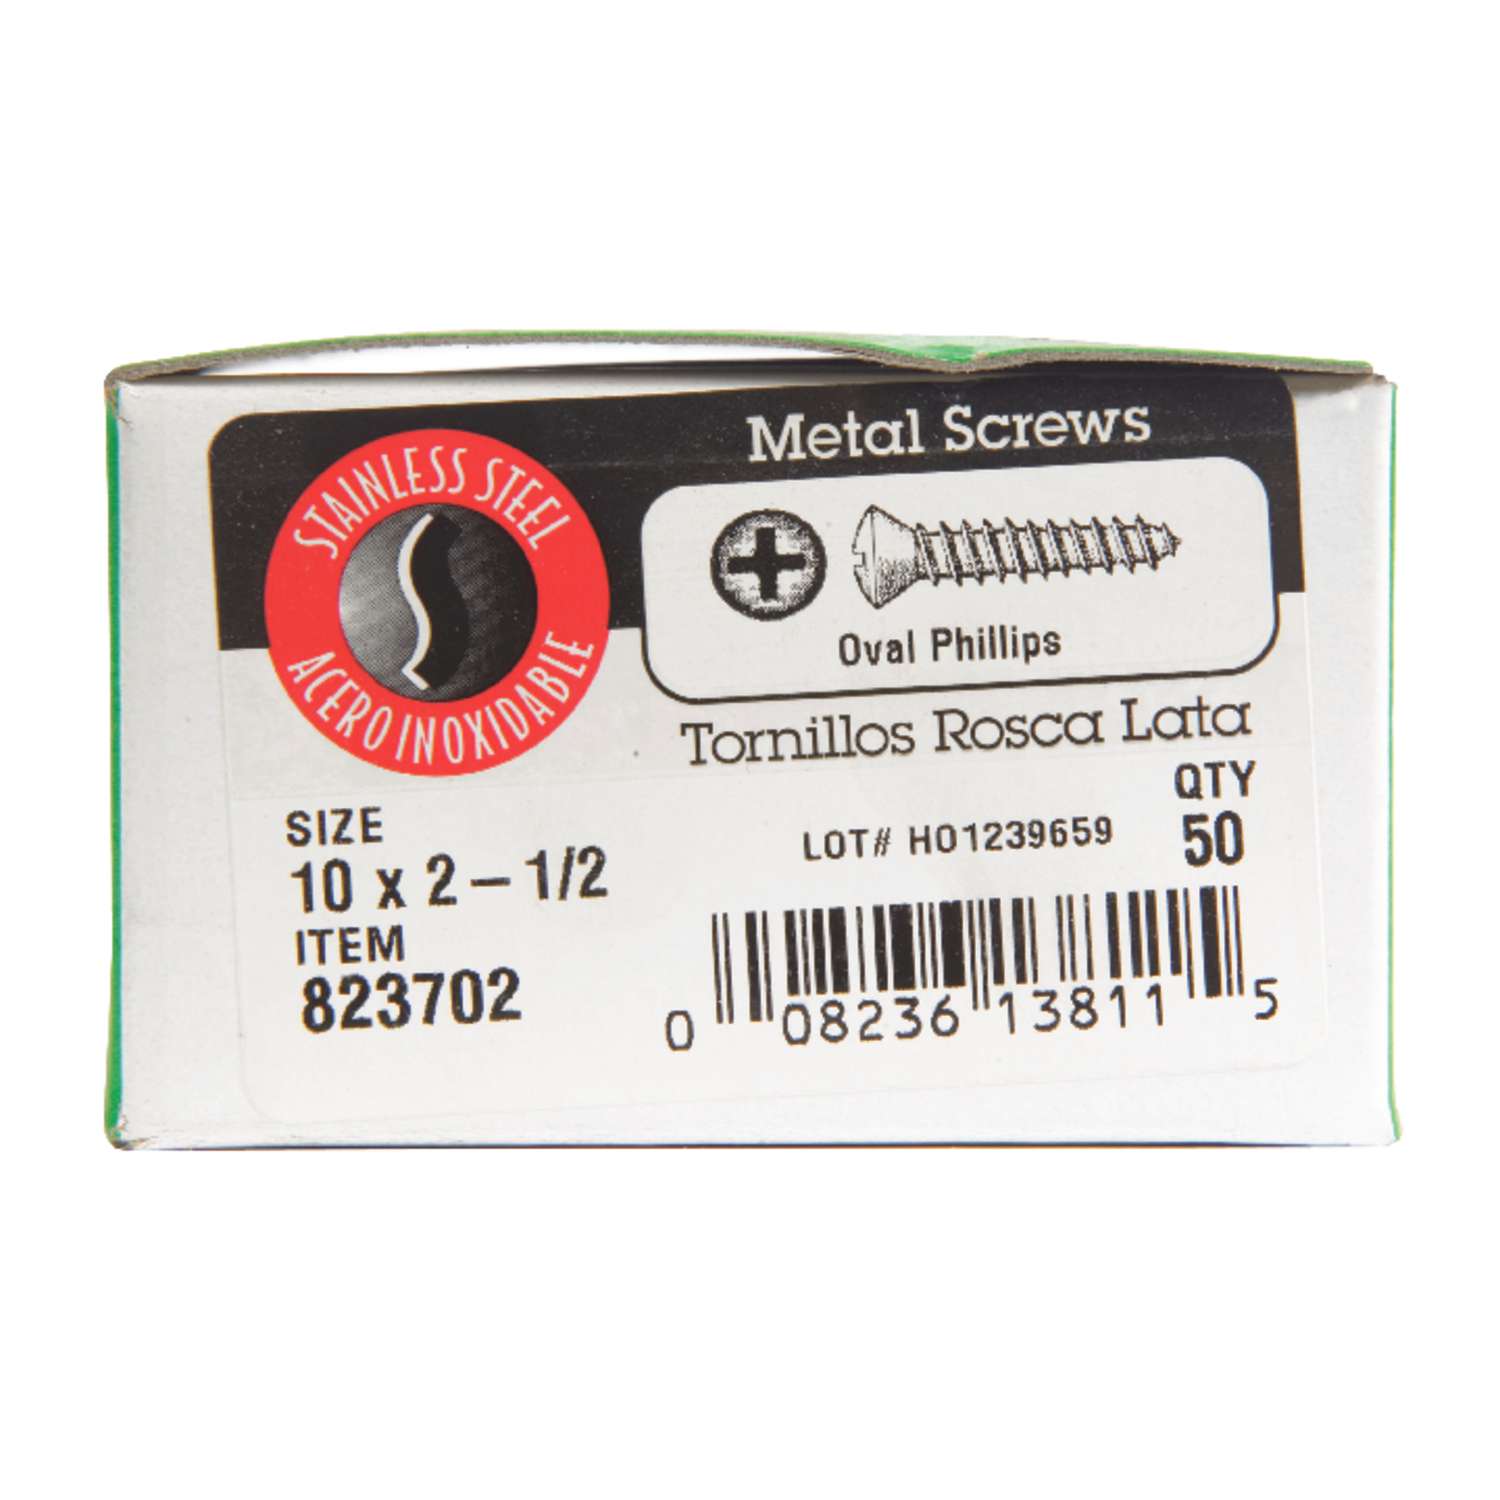 Metal Screws
STAINLESS STEEL
ACERO INOXIDABLE
Oval Phillips
Tornillos Rosca Lata
SIZE
10 x 2 – 1/2
ITEM
823702
LOT# HO1239659
QTY
50
0 08236 13811 5